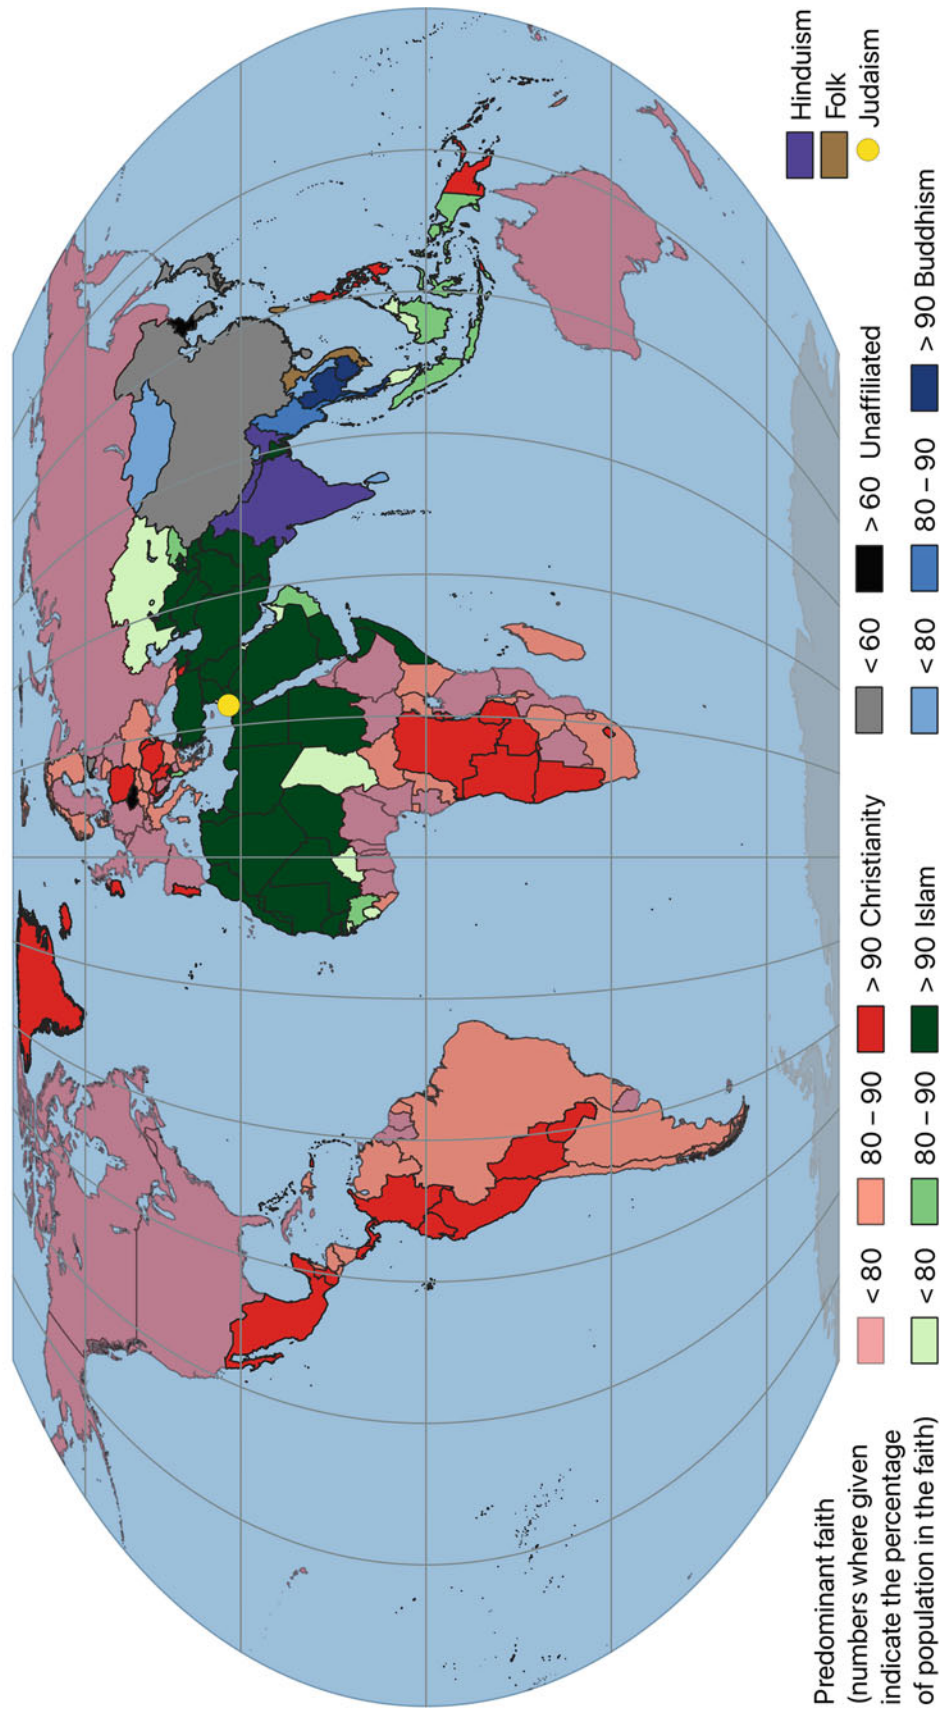 Predominant faith
(numbers where given
indicate the percentage
of population in the faith)
< 80
80 – 90
> 90 Christianity
< 60
> 60 Unaffiliated
Hinduism
< 80
80 – 90
> 90 Islam
< 80
80 – 90
> 90 Buddhism
Folk
Judaism